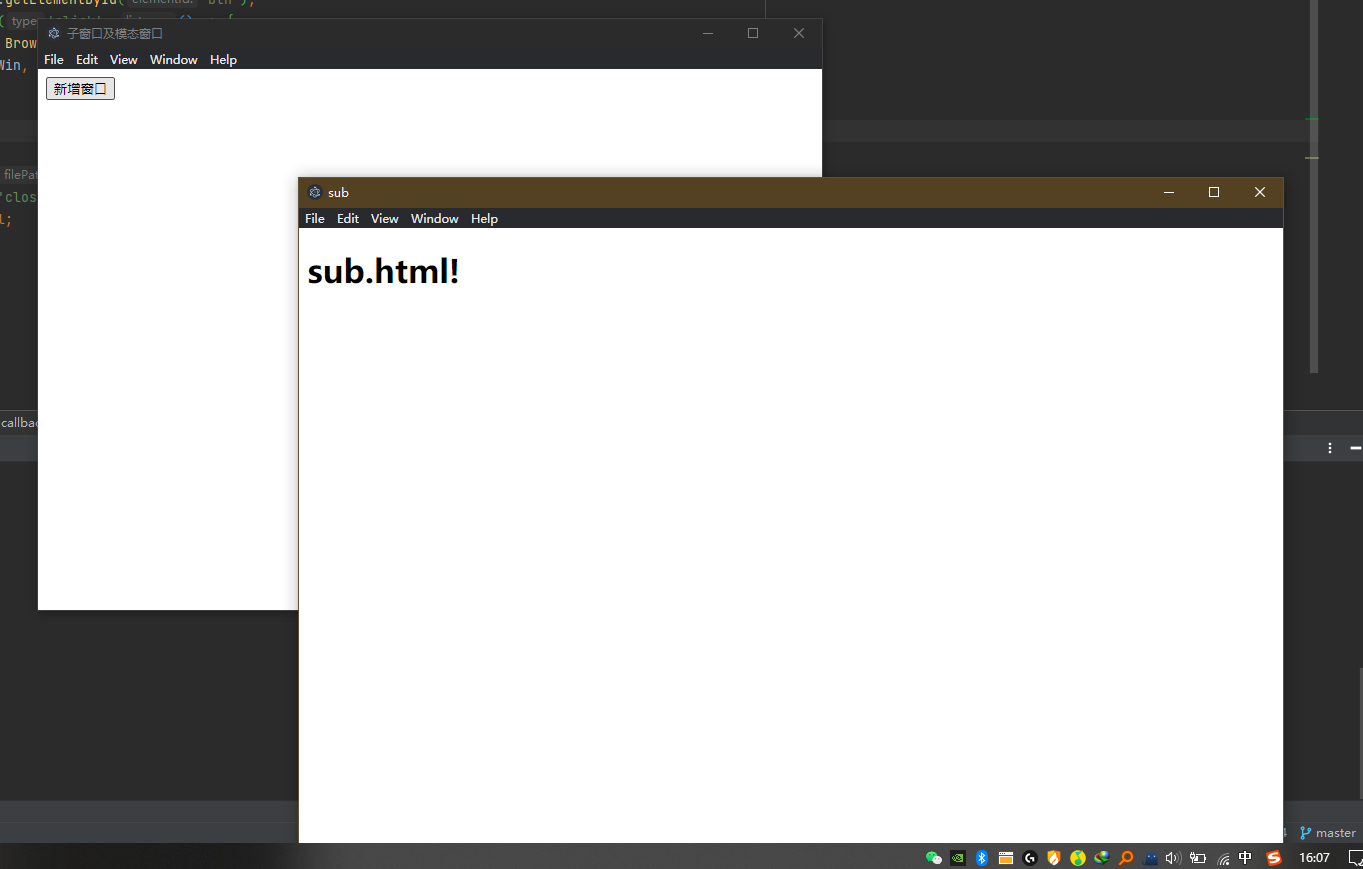 .getElementById( elementId: 'btn');
( type
子窗口及模态窗口
Brow
File Edit View Window Help
Win,
新增窗口
filePat
'clos
l;
sub
File Edit View Window Help
sub.html!
callbac
master
中
16:07